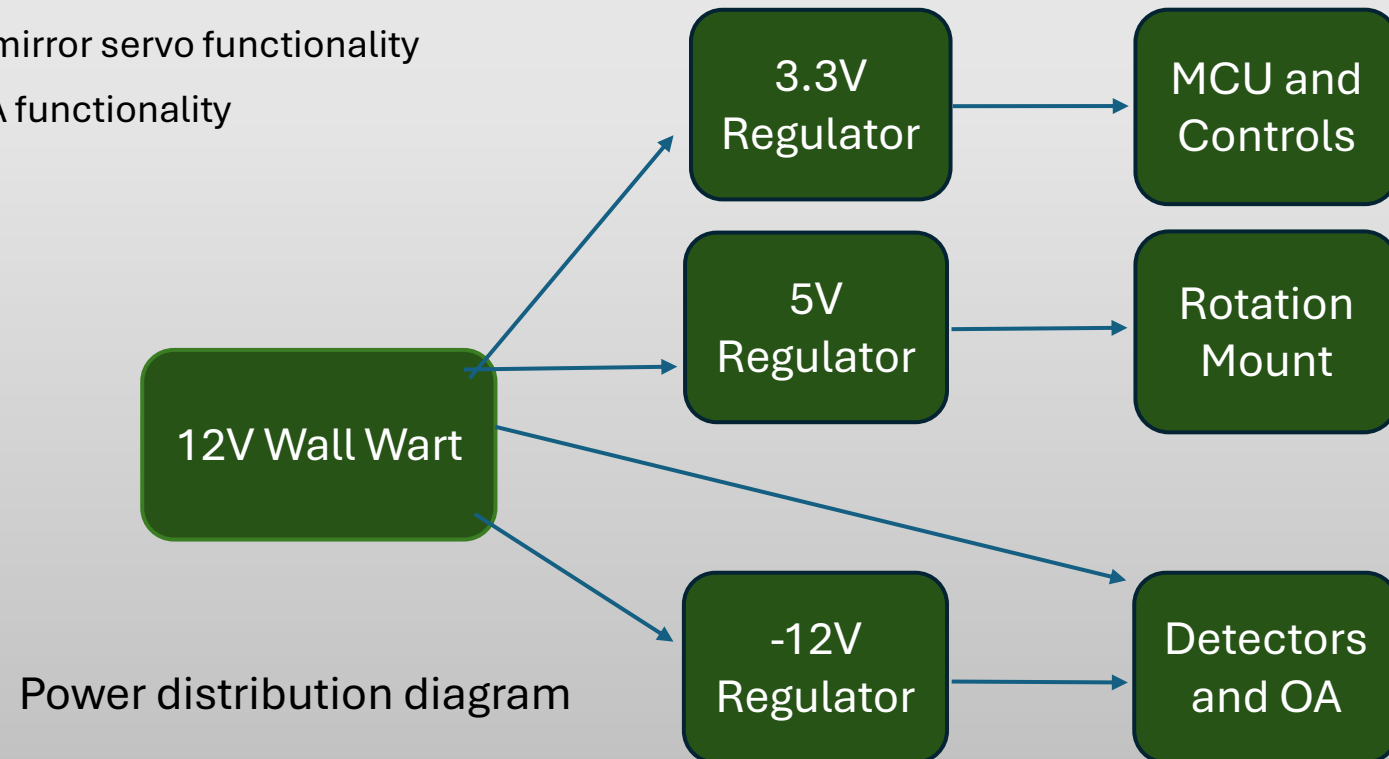 mirror servo functionality
A functionality
3.3V
Regulator
MCU and
Controls
5V
Regulator
Rotation
Mount
12V Wall Wart
-12V
Regulator
Detectors
and OA
Power distribution diagram